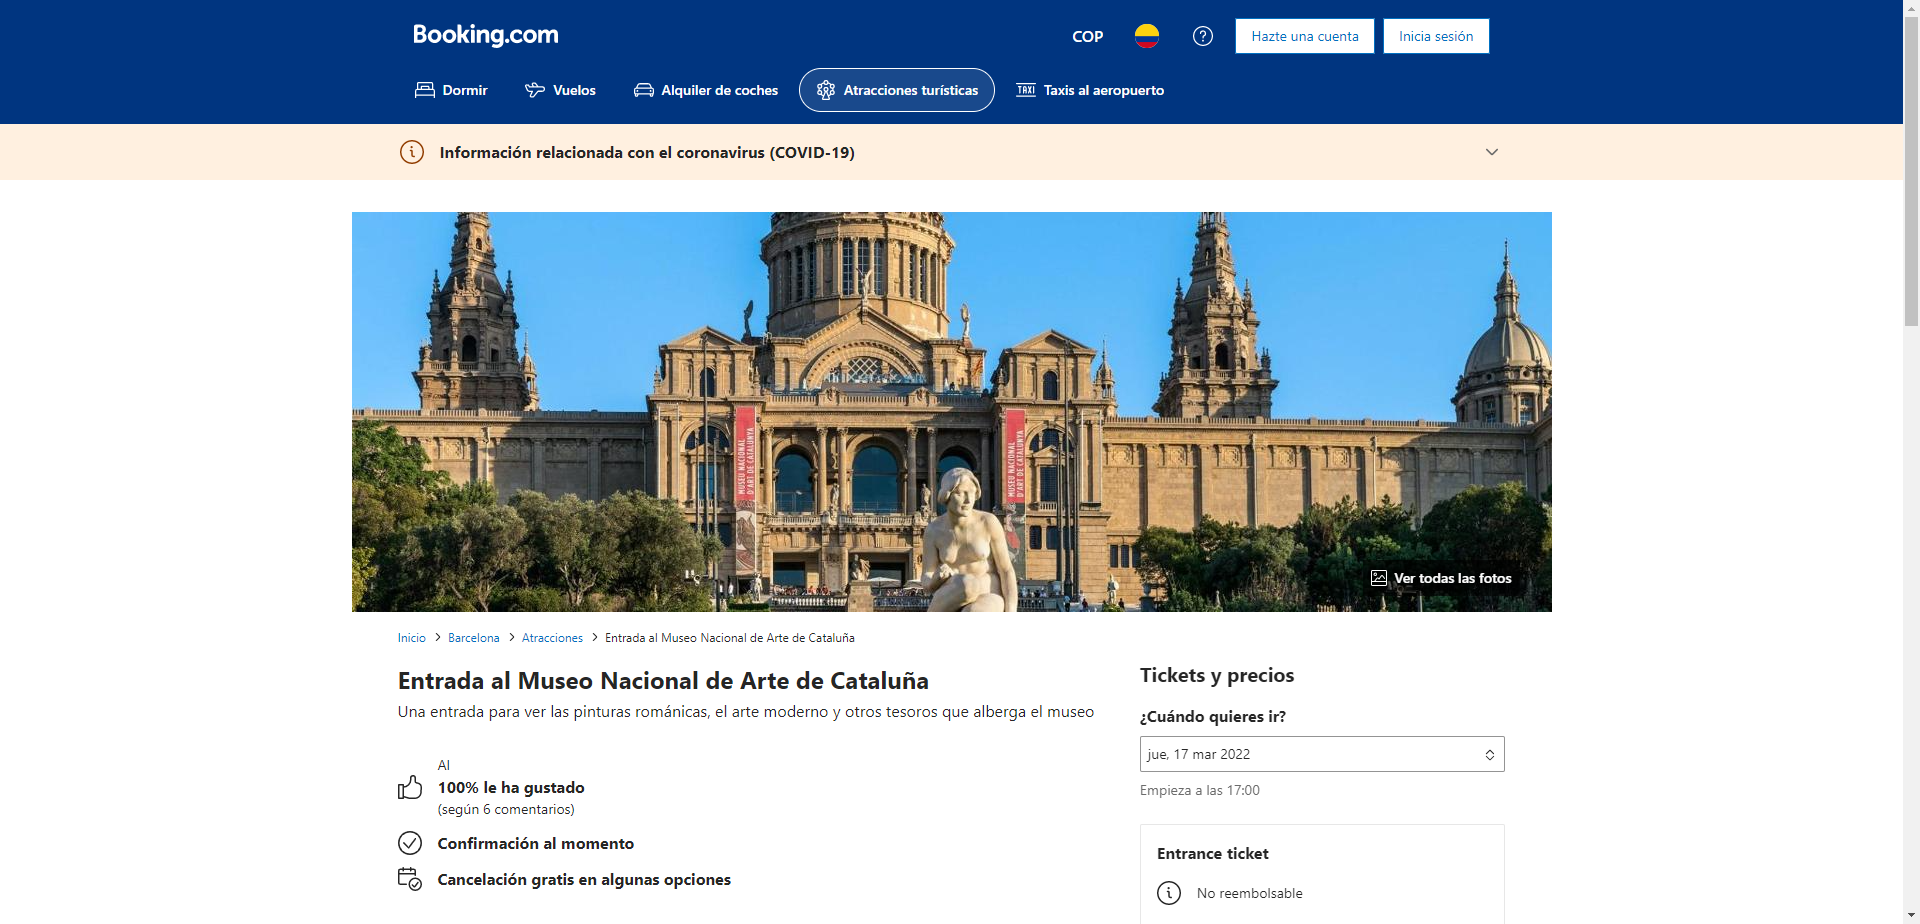 Booking.com
COP
Hazte una cuenta
Inicia sesión
Dormir
Vuelos
Alquiler de coches
Atracciones turísticas
TAXI
Taxis al aeropuerto
Información relacionada con el coronavirus (COVID-19)
MUSEU NACIONAL
D'ART DE CATALUNYA
MUSEU NACIONAL
D'ART DE CATALUNYA
Ver todas las fotos
Inicio > Barcelona > Atracciones > Entrada al Museo Nacional de Arte de Cataluña
Entrada al Museo Nacional de Arte de Cataluña
Una entrada para ver las pinturas románicas, el arte moderno y otros tesoros que alberga el museo
Al
100% le ha gustado
(según 6 comentarios)
Confirmación al momento
Cancelación gratis en algunas opciones
Tickets y precios
¿Cuándo quieres ir?
jue, 17 mar 2022
Empieza a las 17:00
Entrance ticket
No reembolsable